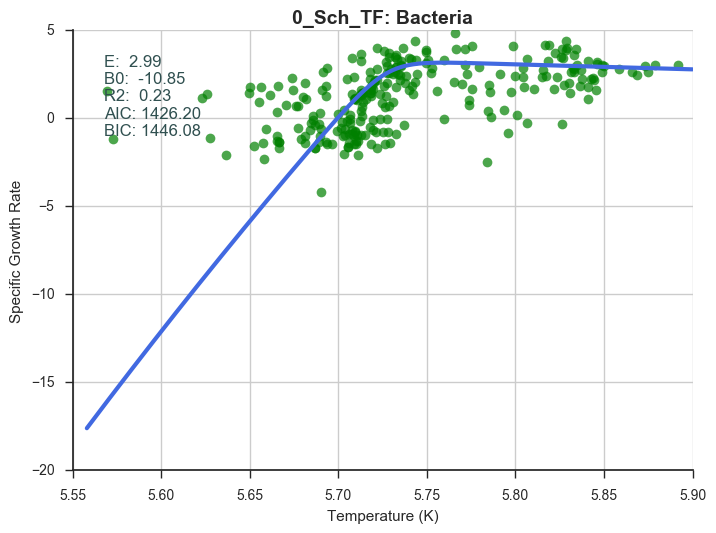 0_Sch_TF: Bacteria
5
E: 2.99
B0: -10.85
R2: 0.23
AIC: 1426.20
BIC: 1446.08
0
−5
−10
−15
−20
Specific Growth Rate
5.55 5.60 5.65 5.70 5.75 5.80 5.85 5.90
Temperature (K)